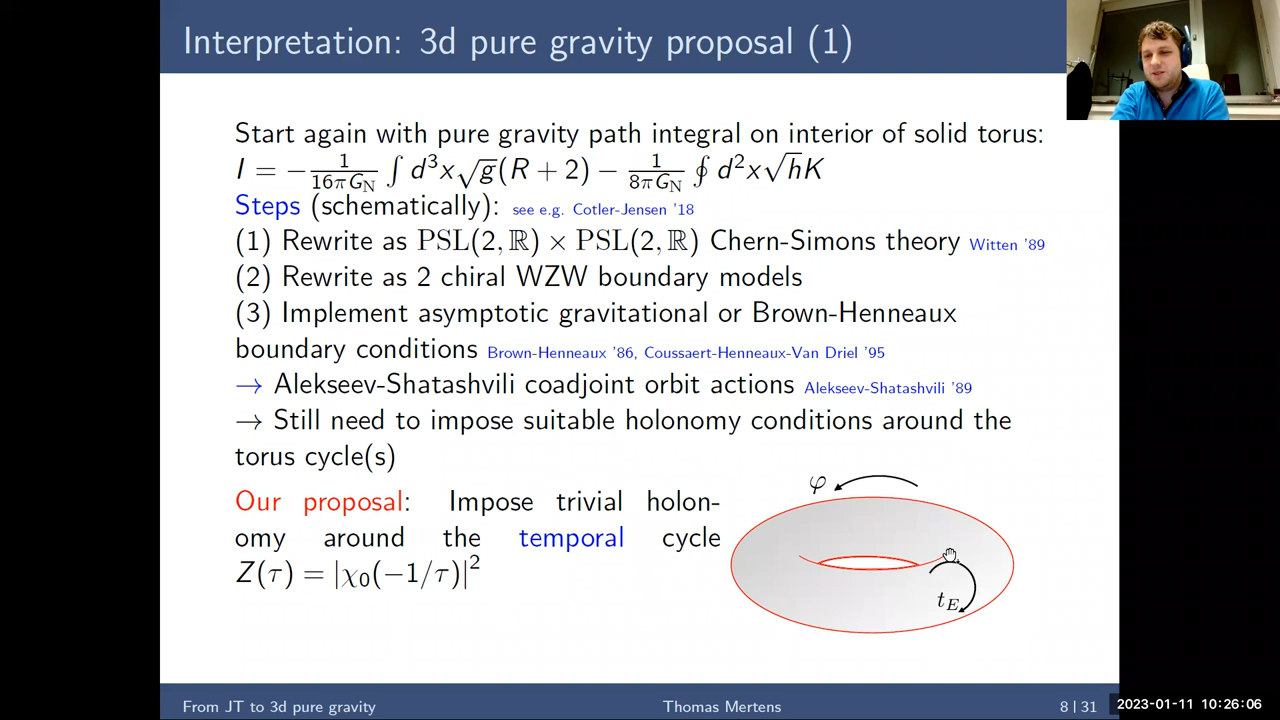 Interpretation: 3d pure gravity proposal (1)
Start again with pure gravity path integral on interior of solid torus:
I = −1/16πG_N ∫ d³x√g(R + 2) − 1/8πG_N ∮ d²x√hK
Steps (schematically): see e.g. Cotler-Jensen '18
(1) Rewrite as PSL(2,ℝ) × PSL(2,ℝ) Chern-Simons theory Witten '89
(2) Rewrite as 2 chiral WZW boundary models
(3) Implement asymptotic gravitational or Brown-Henneaux
boundary conditions Brown-Henneaux '86, Coussaert-Henneaux-Van Driel '95
→ Alekseev-Shatashvili coadjoint orbit actions Alekseev-Shatashvili '89
→ Still need to impose suitable holonomy conditions around the
torus cycle(s)
Our proposal: Impose trivial holon-
omy around the temporal cycle
Z(τ) = |χ₀(−1/τ)|²
φ
t_E
From JT to 3d pure gravity
Thomas Mertens
8 | 31
2023-01-11 10:26:06